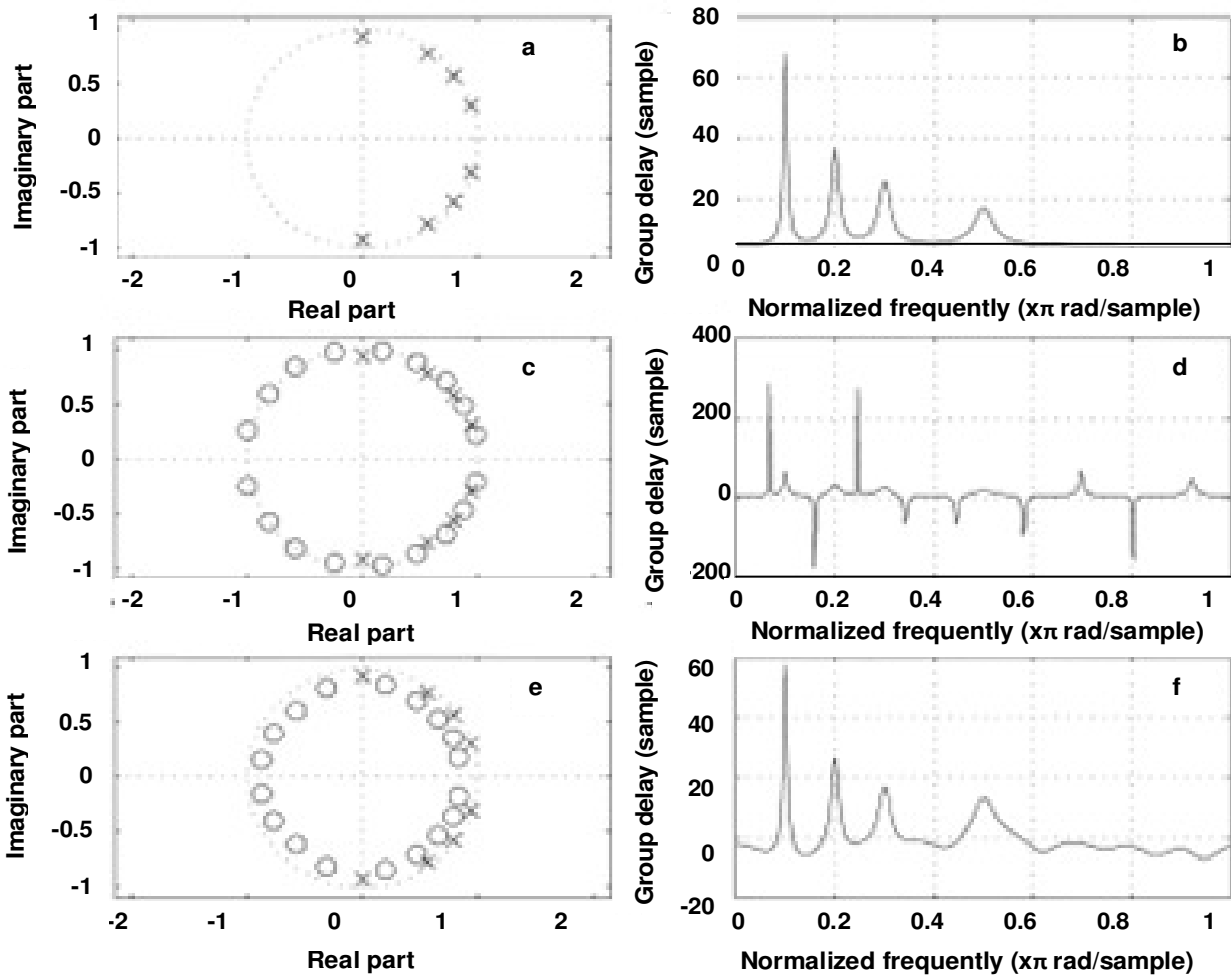 a
1
0.5
0
-0.5
-1
Imaginary part
-2 -1 0 1 2
Real part
b
80
60
40
20
0
Group delay (sample)
0 0.2 0.4 0.6 0.8 1
Normalized frequently (xπ rad/sample)
c
1
0.5
0
-0.5
-1
Imaginary part
-2 -1 0 1 2
Real part
d
400
200
0
200
Group delay (sample)
0 0.2 0.4 0.6 0.8 1
Normalized frequently (xπ rad/sample)
e
1
0.5
0
-0.5
-1
Imaginary part
-2 -1 0 1 2
Real part
f
60
40
20
0
-20
Group delay (sample)
0 0.2 0.4 0.6 0.8 1
Normalized frequently (xπ rad/sample)